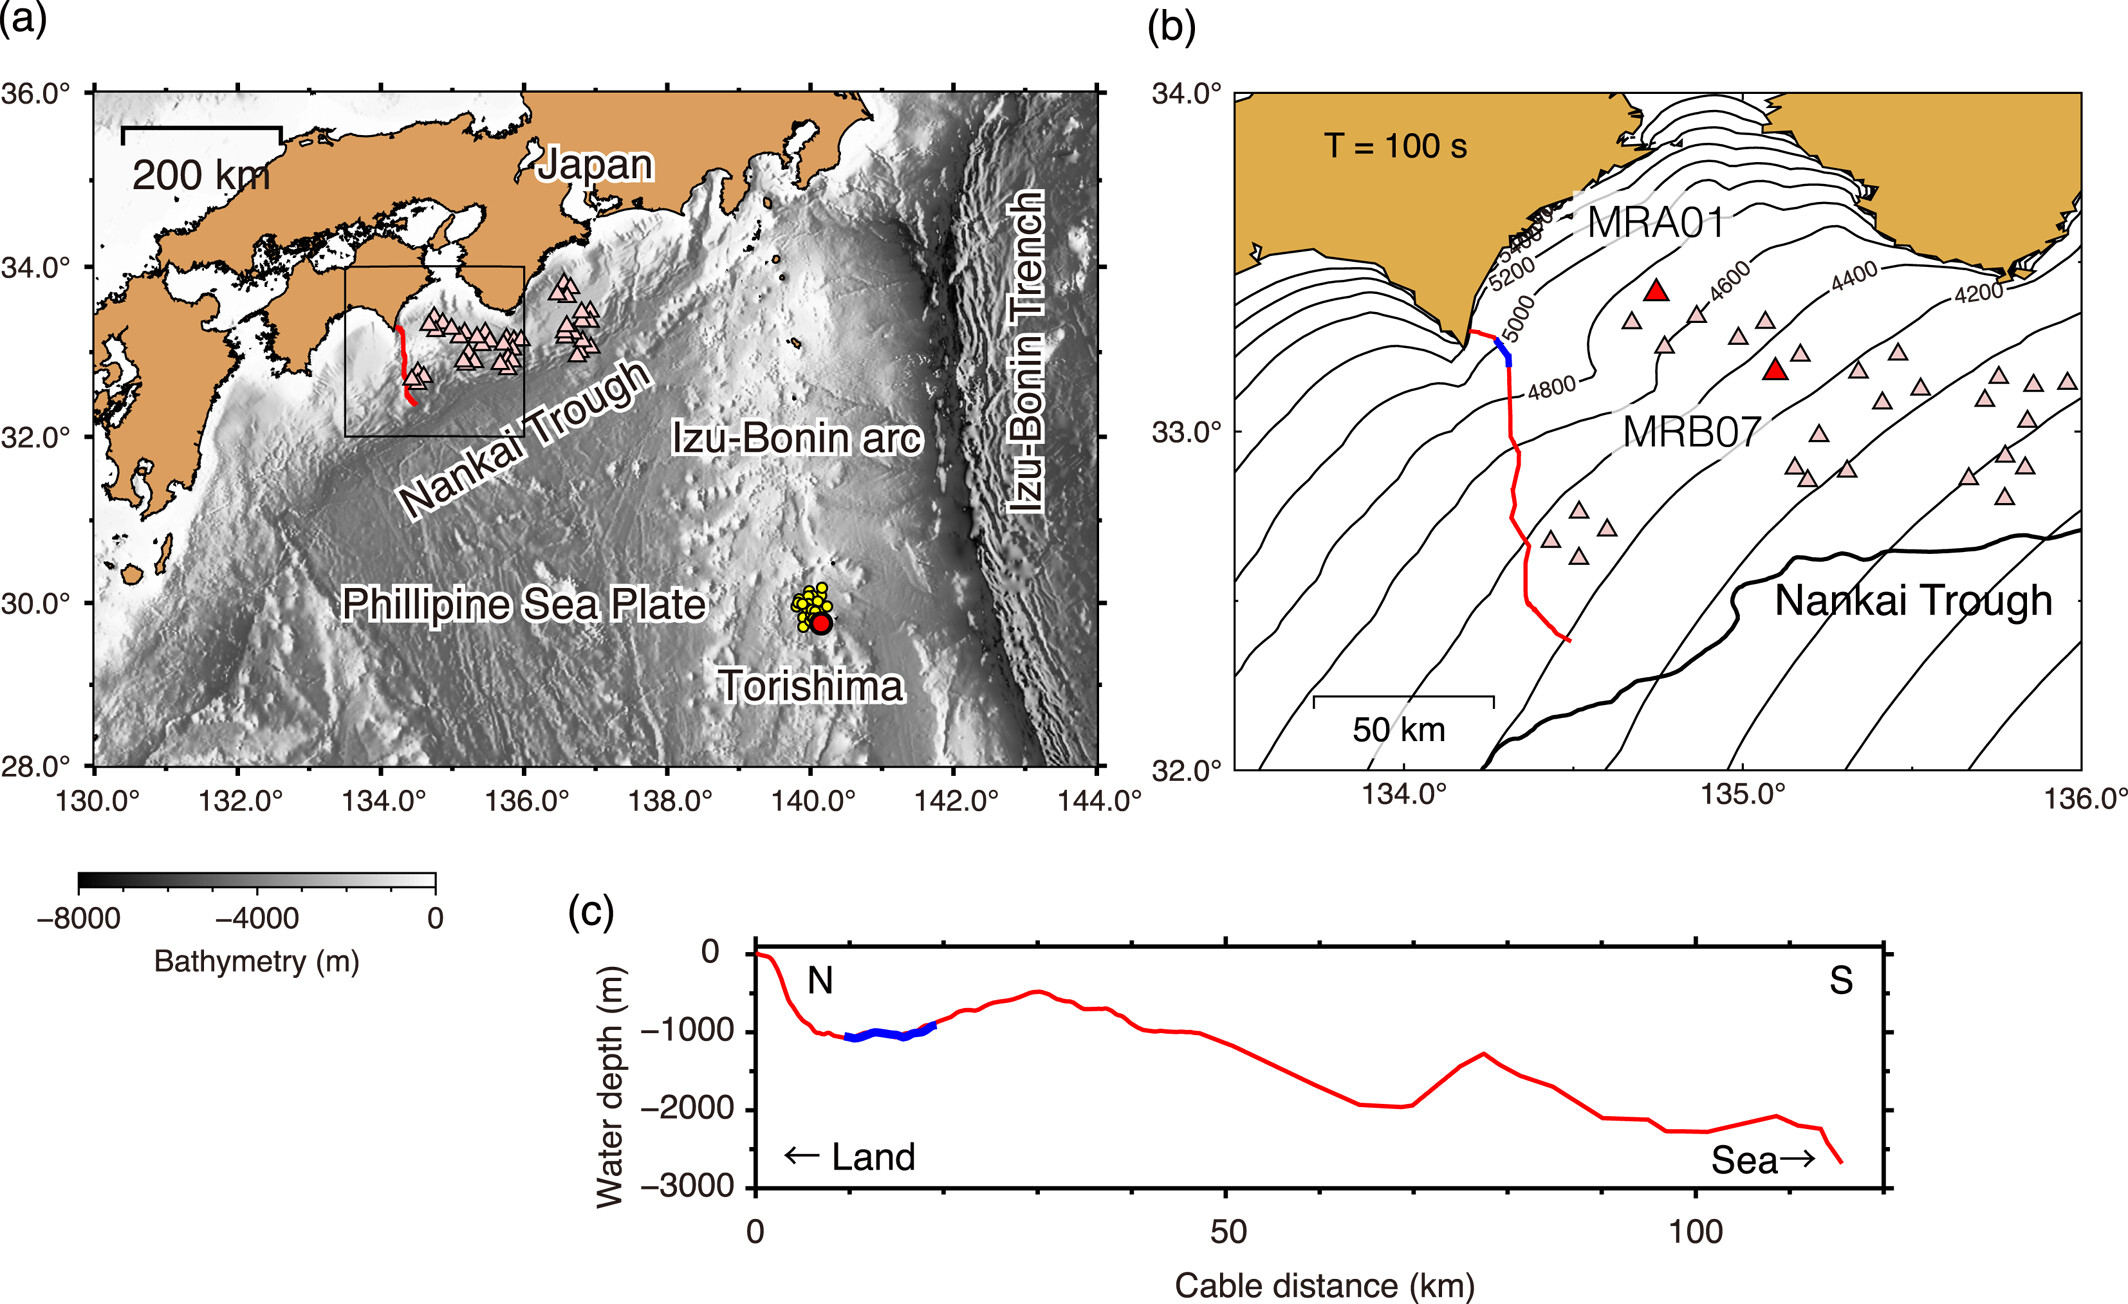 (a)
36.0°
34.0°
32.0°
30.0°
28.0°
130.0°
132.0°
134.0°
136.0°
138.0°
140.0°
142.0°
144.0°
200 km
Japan
Nankai Trough
Izu-Bonin arc
Izu-Bonin Trench
Phillipine Sea Plate
Torishima
−8000
−4000
0
Bathymetry (m)
(b)
34.0°
33.0°
32.0°
134.0°
135.0°
136.0°
T = 100 s
MRA01
5400
5200
5000
4800
4600
4400
4200
MRB07
Nankai Trough
50 km
(c)
0
−1000
−2000
−3000
Water depth (m)
N
S
← Land
Sea→
0
50
100
Cable distance (km)